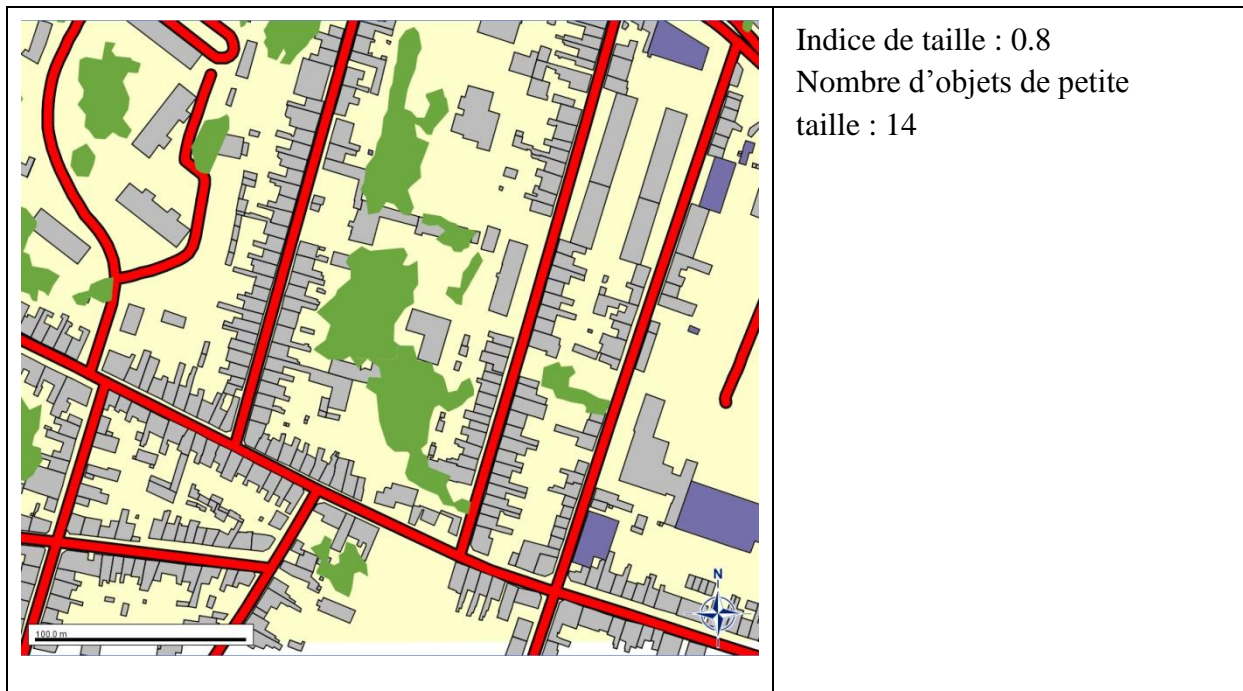 Indice de taille : 0.8
Nombre d’objets de petite
taille : 14
N
100.0 m